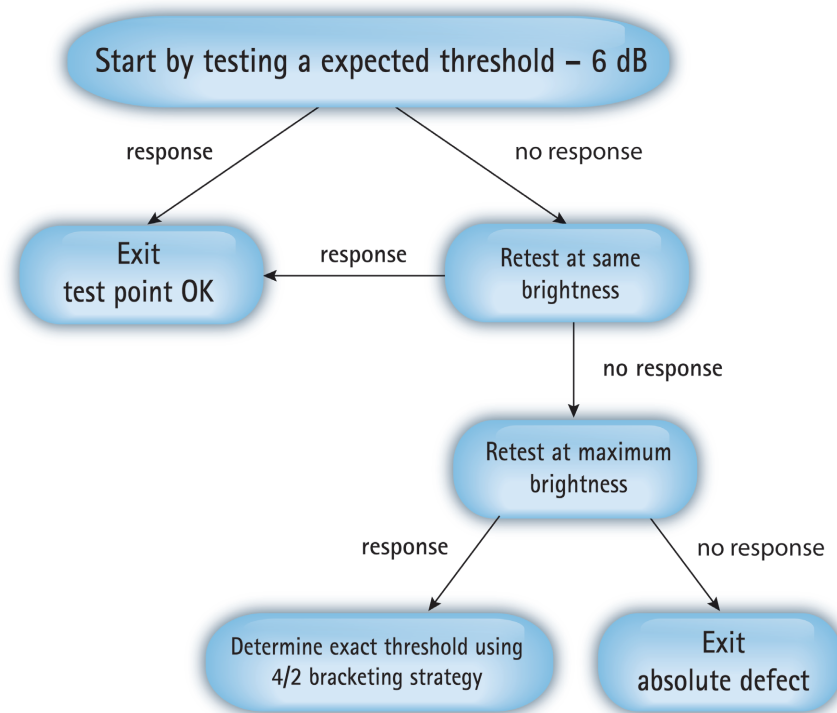 Start by testing a expected threshold – 6 dB
response
no response
Exit
test point OK
response
Retest at same
brightness
no response
Retest at maximum
brightness
response
no response
Determine exact threshold using
4/2 bracketing strategy
Exit
absolute defect